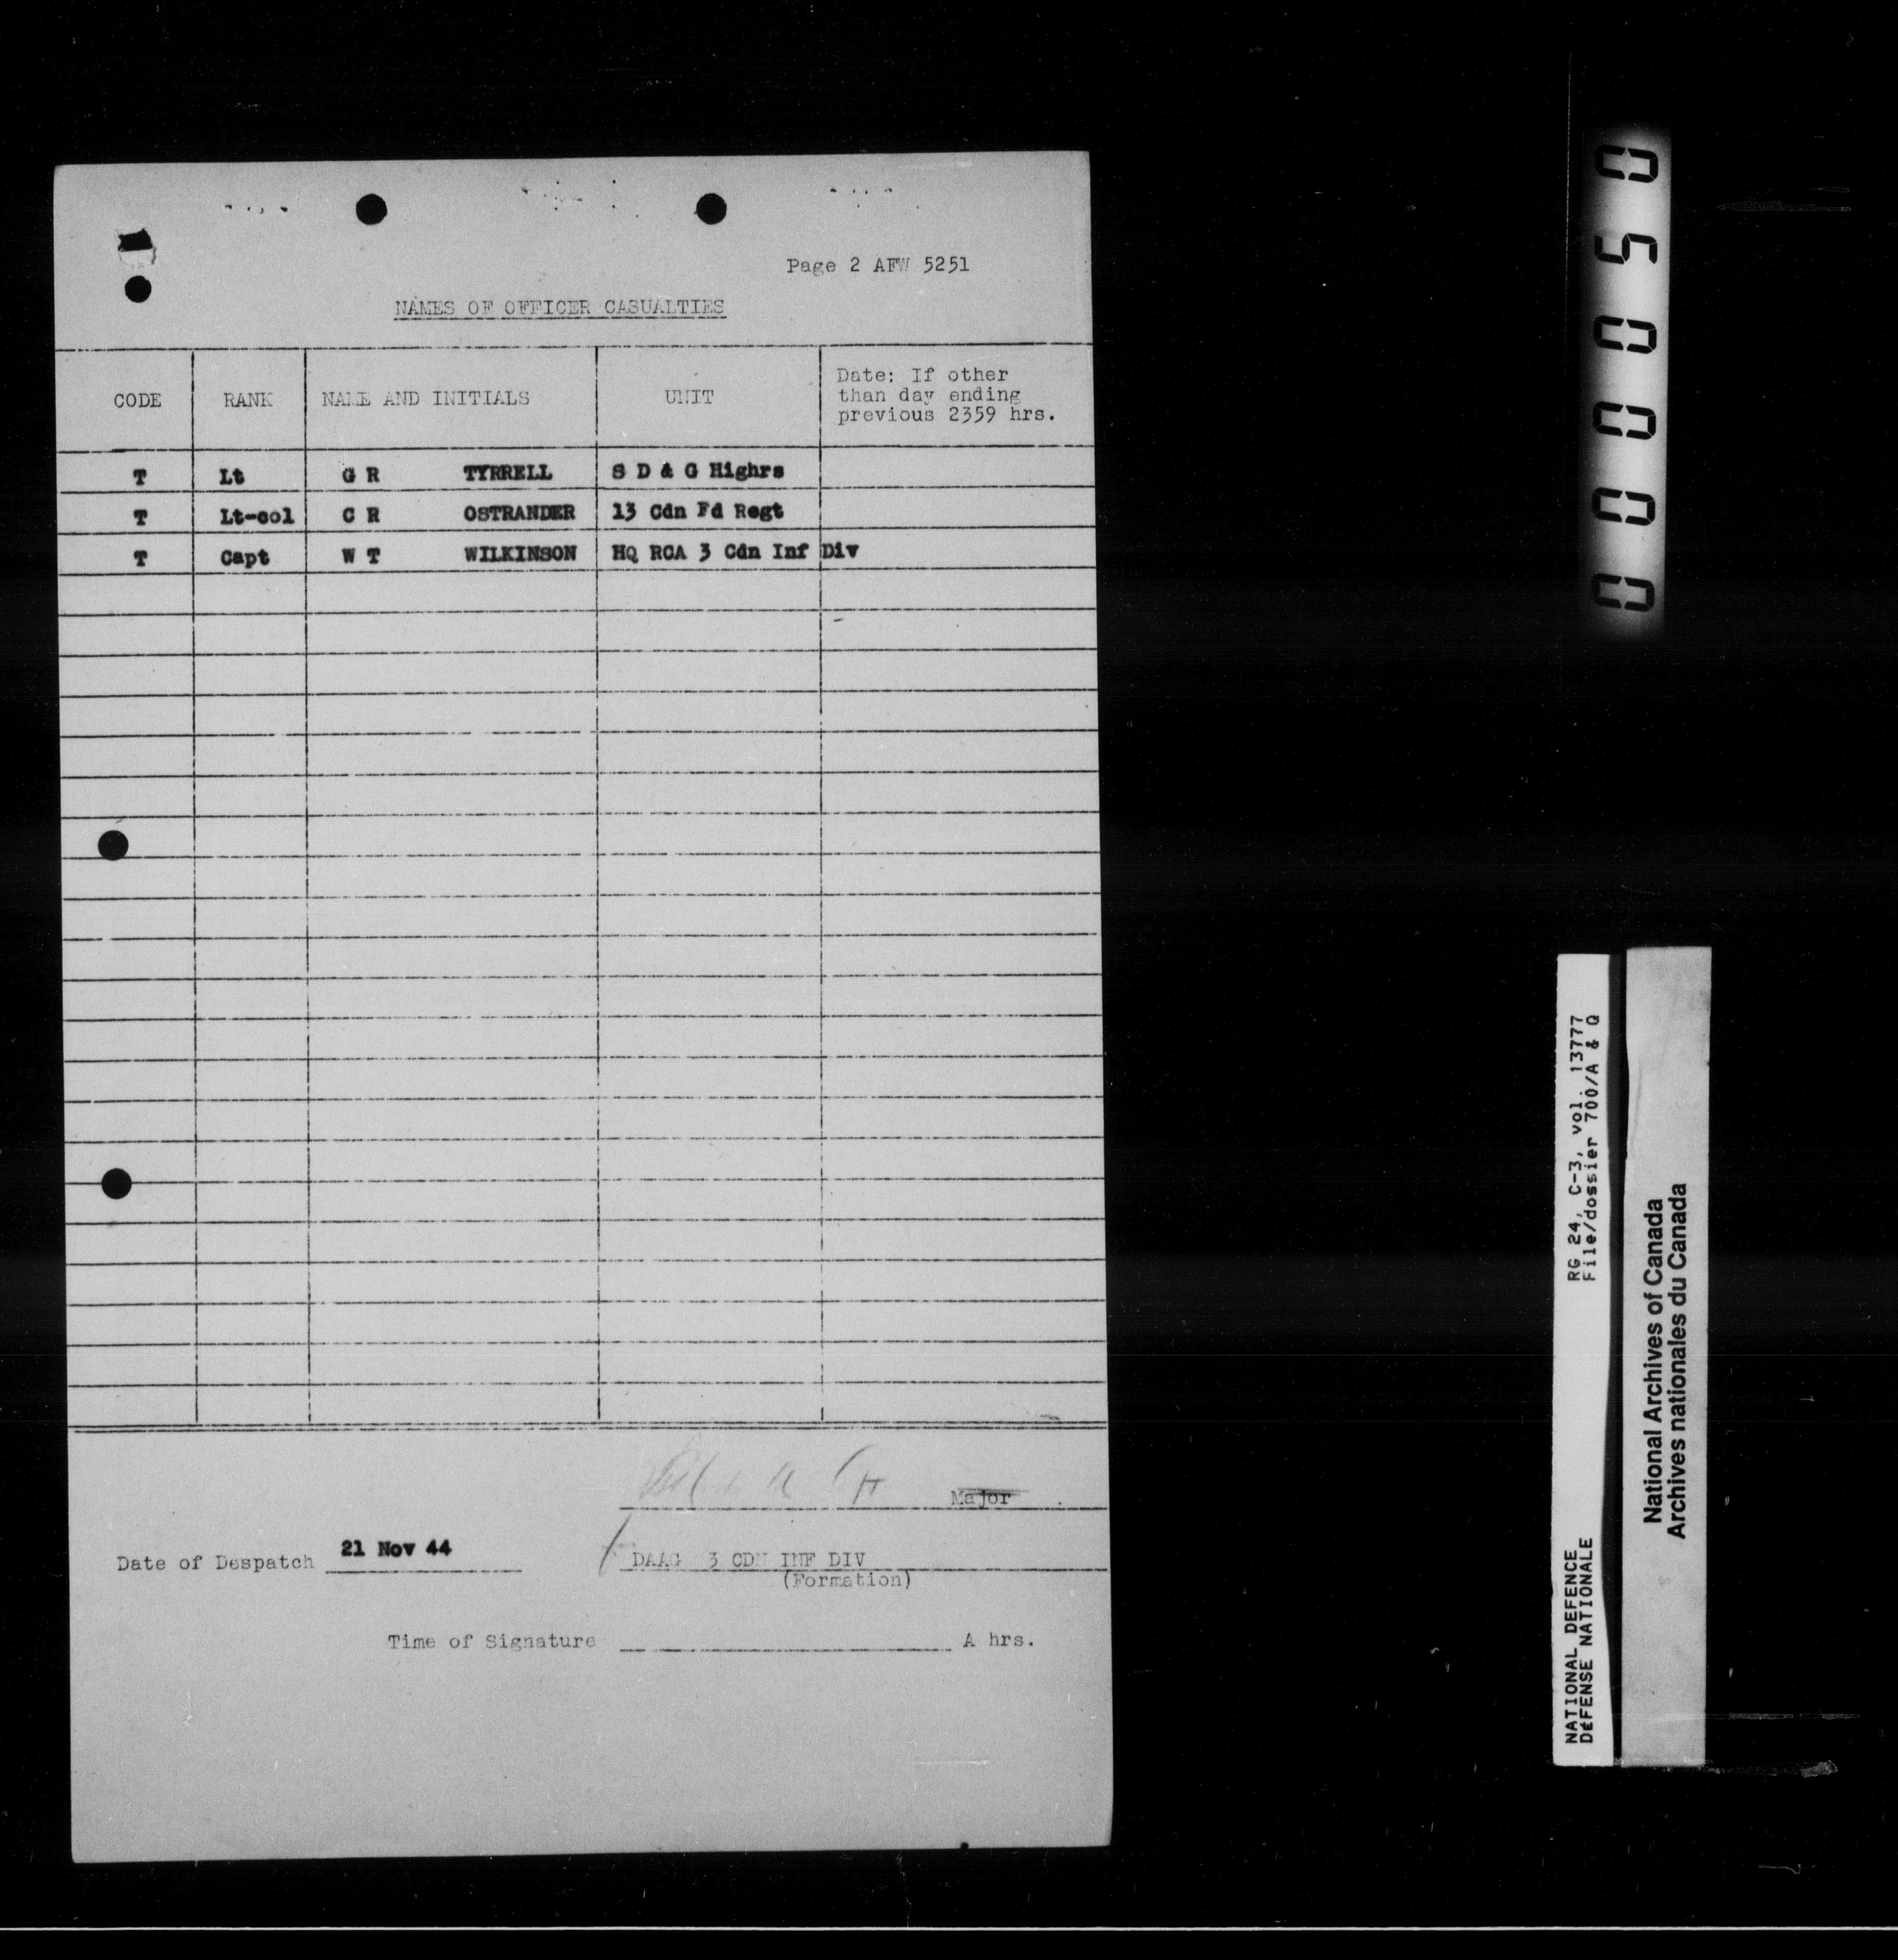 Page 2 AFW 5251
NAMES OF OFFICER CASUALTIES
CODE RANK NAME AND INITIALS UNIT Date: If other than day ending previous 2359 hrs.
T Lt G R TYRRELL S D & G Highrs
T Lt-col C R OSTRANDER 13 Cdn Fd Regt
T Capt W T WILKINSON HQ RCA 3 Cdn Inf Div
Major
Date of Despatch 21 Nov 44
DAAG 3 CDN INF DIV
(Formation)
Time of Signature A hrs.
0000050
RG 24, C-3, vol. 13777
File/dossier 700/A & Q
NATIONAL DEFENCE
DÉFENSE NATIONALE
National Archives of Canada
Archives nationales du Canada